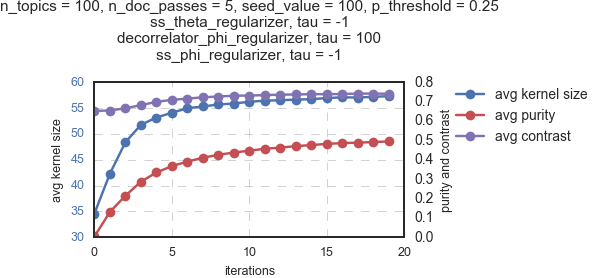 n_topics = 100, n_doc_passes = 5, seed_value = 100, p_threshold = 0.25
ss_theta_regularizer, tau = -1
decorrelator_phi_regularizer, tau = 100
ss_phi_regularizer, tau = -1
60
55
50
45
40
35
30
avg kernel size
0
5
10
15
20
iterations
0.8
0.7
0.6
0.5
0.4
0.3
0.2
0.1
0.0
purity and contrast
avg kernel size
avg purity
avg contrast